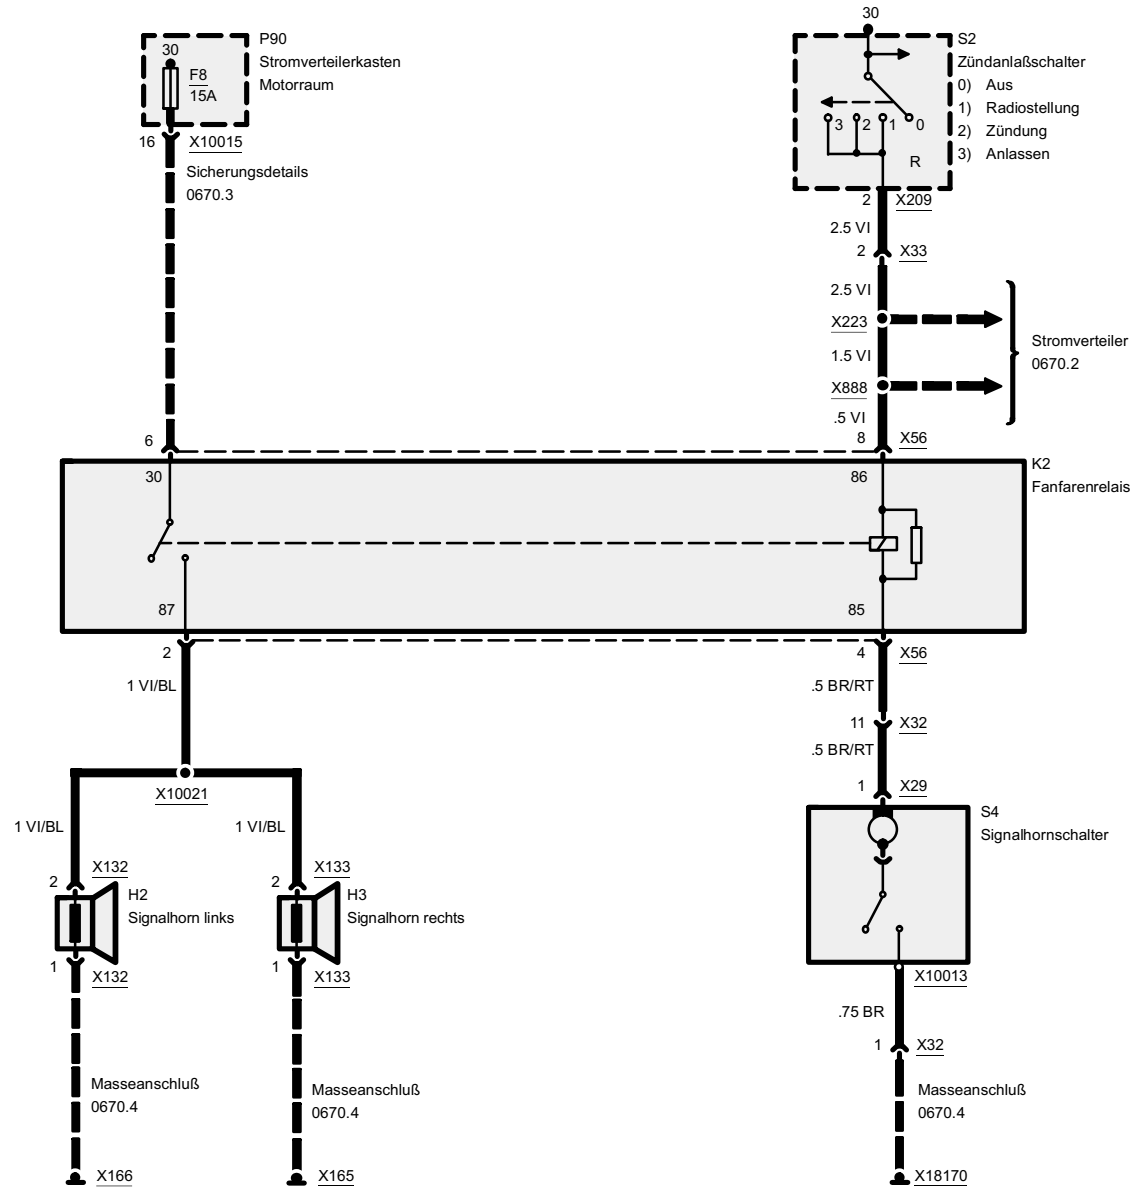 30
F8
15A
P90
Stromverteilerkasten
Motorraum
16 X10015
Sicherungsdetails
0670.3
30
S2
Zündanlaßschalter
0) Aus
1) Radiostellung
2) Zündung
3) Anlassen
3 2 1 0
R
2 X209
2.5 VI
2 X33
2.5 VI
X223
1.5 VI
X888
.5 VI
Stromverteiler
0670.2
6
8 X56
K2
Fanfarenrelais
30
86
87
85
2
4 X56
1 VI/BL
.5 BR/RT
11 X32
.5 BR/RT
1 X29
X10021
S4
Signalhornschalter
1 VI/BL
1 VI/BL
X132
2
H2
Signalhorn links
1
X132
X133
2
H3
Signalhorn rechts
1
X133
X10013
.75 BR
1 X32
Masseanschluß
0670.4
Masseanschluß
0670.4
Masseanschluß
0670.4
X166
X165
X18170